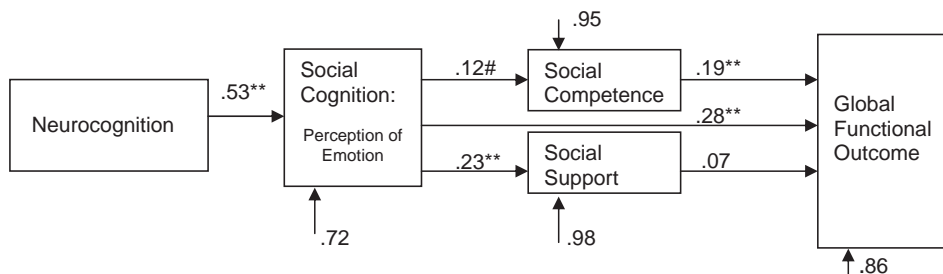 .95
.53**
Neurocognition
Social
Cognition:
Perception of
Emotion
.12#
Social
Competence
.19**
.28**
.23**
Social
Support
.07
Global
Functional
Outcome
.72
.98
.86